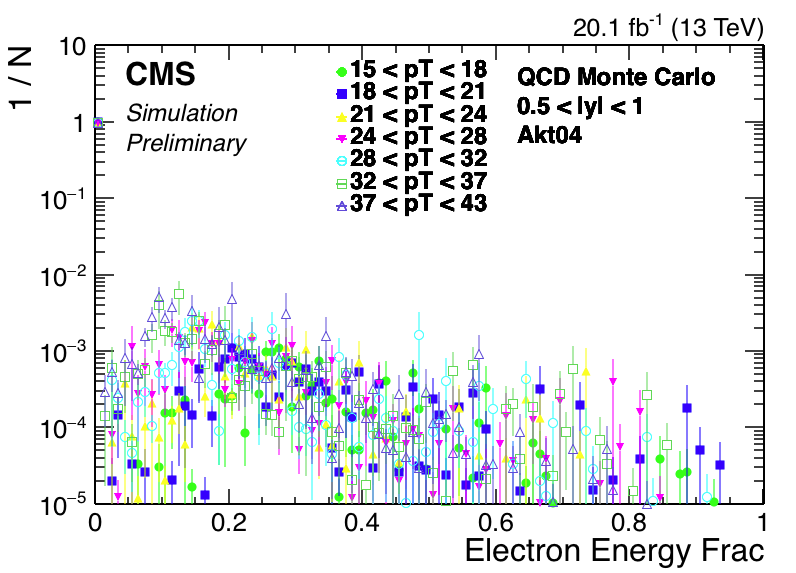 20.1 fb⁻¹ (13 TeV)
1 / N
10
1
10⁻¹
10⁻²
10⁻³
10⁻⁴
10⁻⁵
CMS
Simulation
Preliminary
15 < pT < 18
18 < pT < 21
21 < pT < 24
24 < pT < 28
28 < pT < 32
32 < pT < 37
37 < pT < 43
QCD Monte Carlo
0.5 < |y| < 1
Akt04
0 0.2 0.4 0.6 0.8 1
Electron Energy Frac